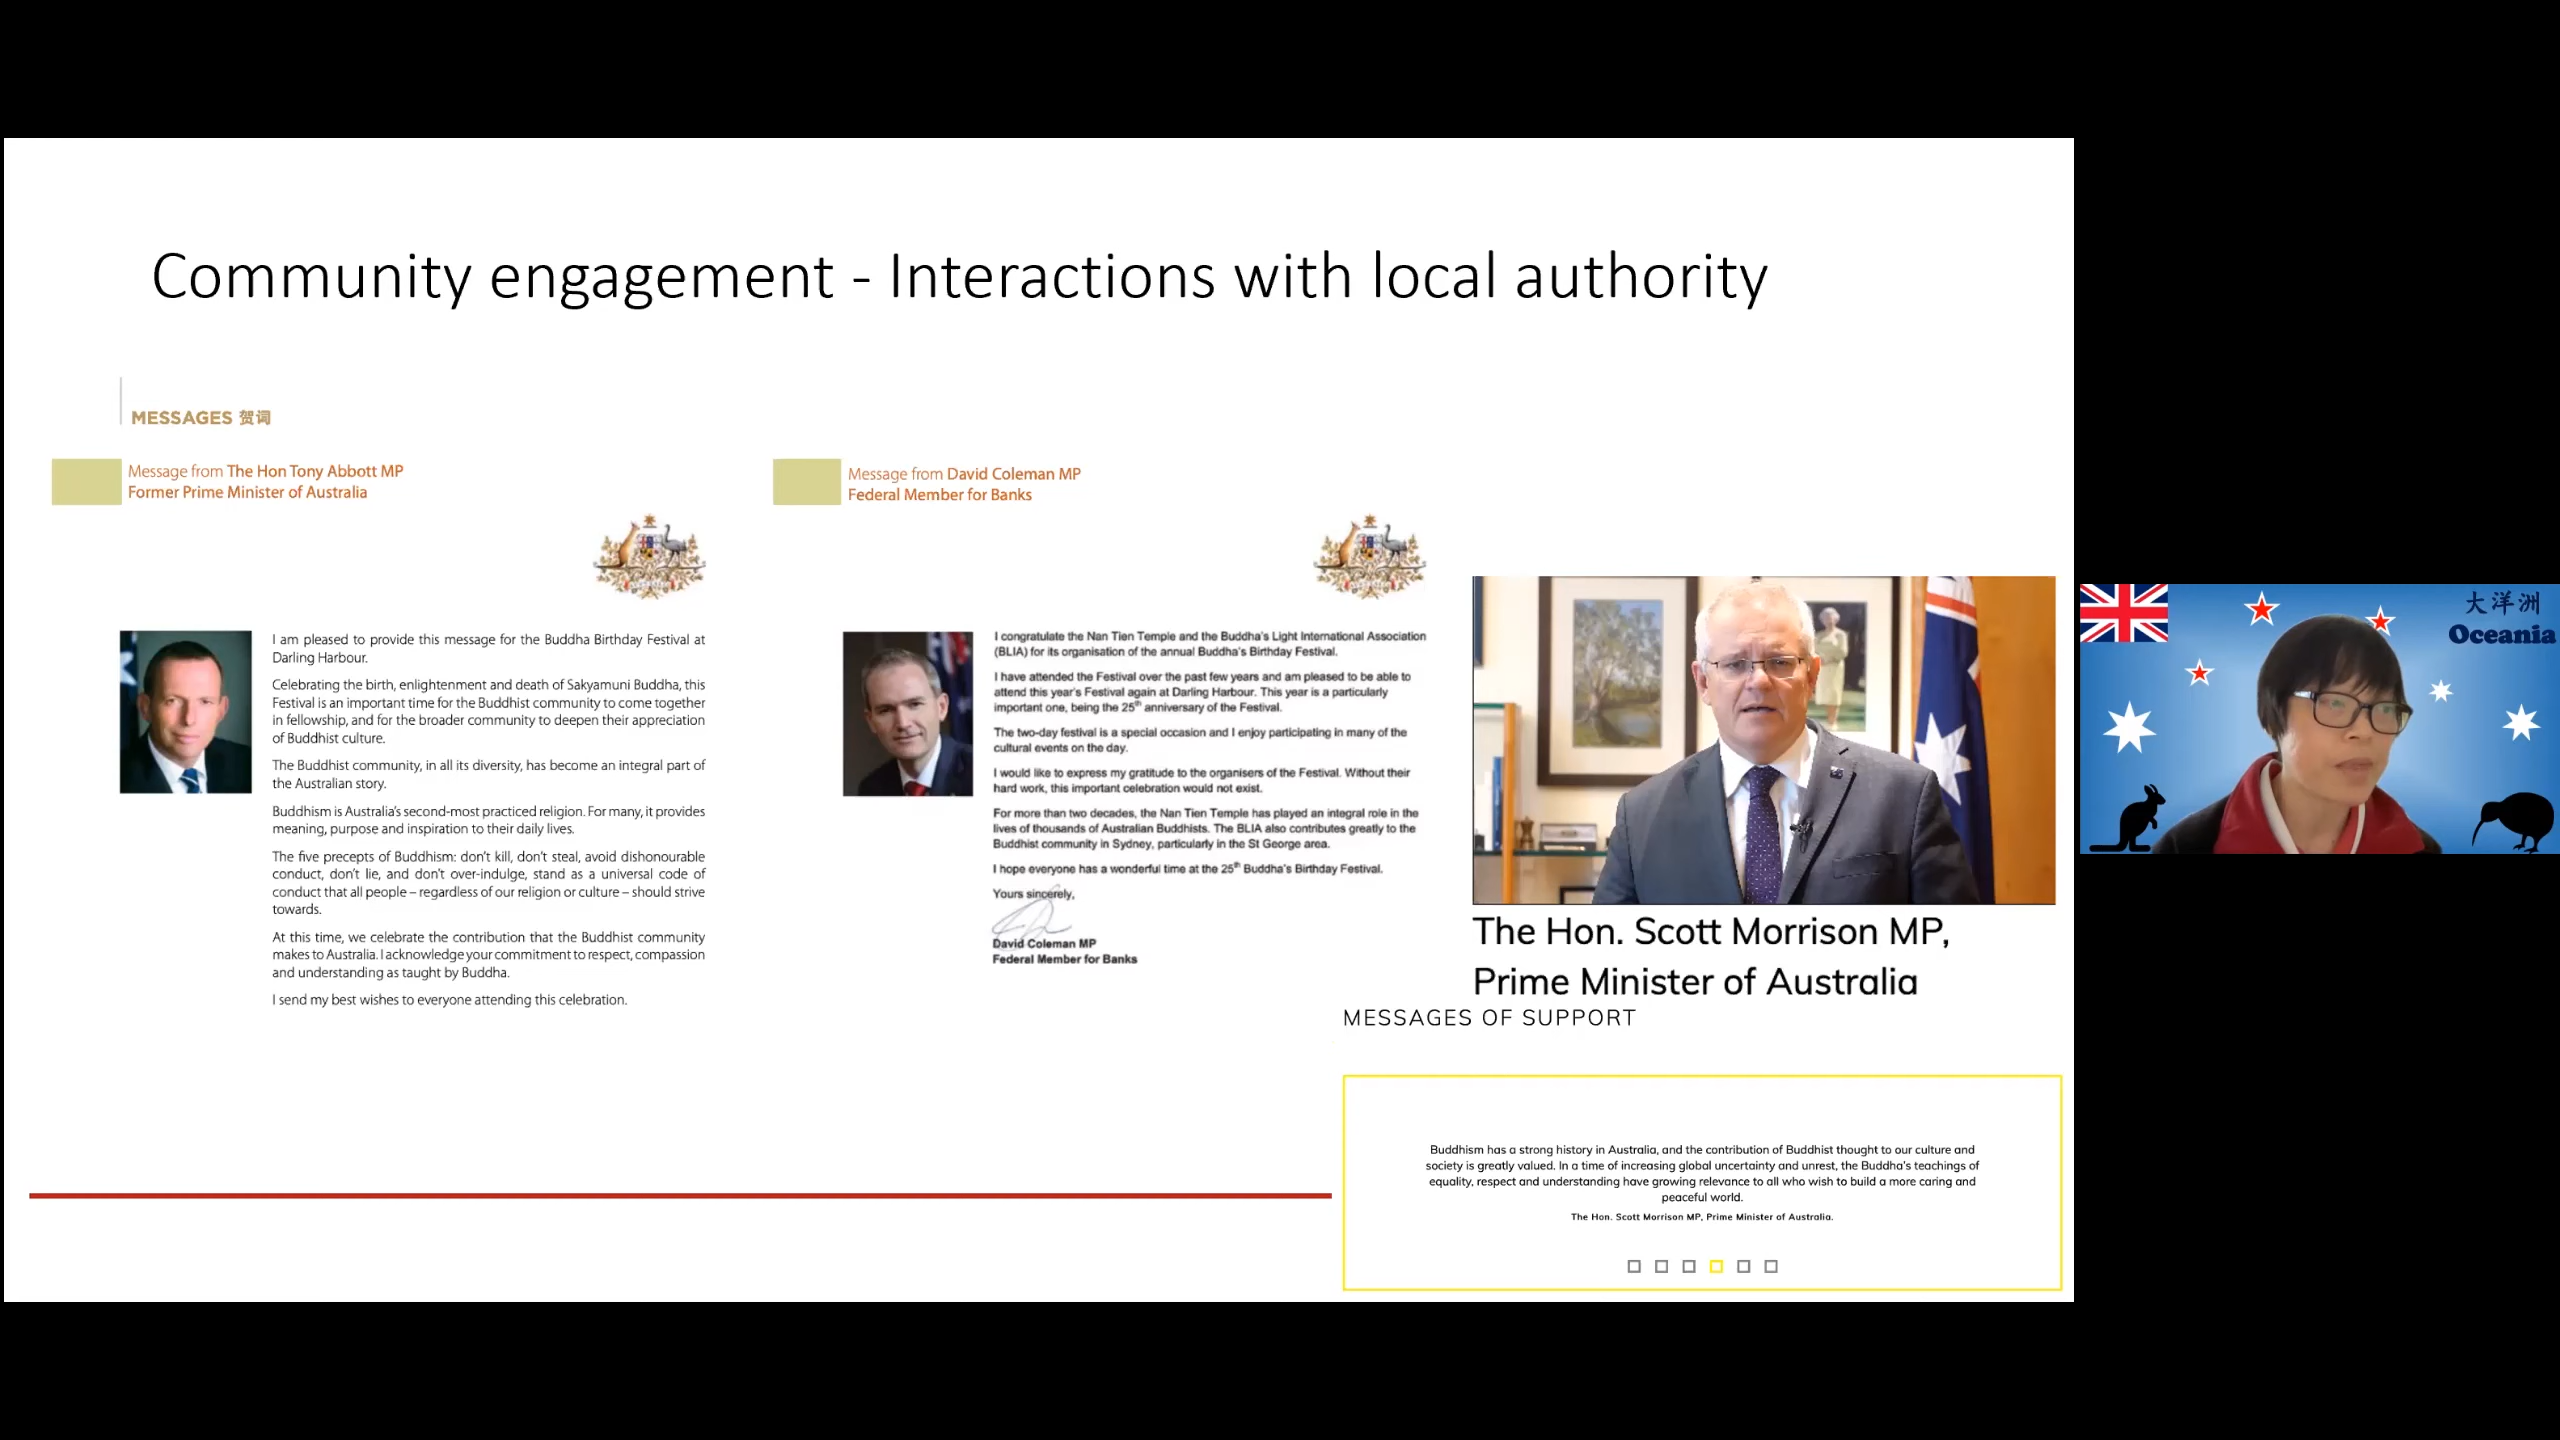 Community engagement - Interactions with local authority
MESSAGES 贺词
Message from The Hon Tony Abbott MP
Former Prime Minister of Australia
I am pleased to provide this message for the Buddha Birthday Festival at
Darling Harbour.
Celebrating the birth, enlightenment and death of Sakyamuni Buddha, this
Festival is an important time for the Buddhist community to come together
in fellowship, and for the broader community to deepen their appreciation
of Buddhist culture.
The Buddhist community, in all its diversity, has become an integral part of
the Australian story.
Buddhism is Australia's second-most practiced religion. For many, it provides
meaning, purpose and inspiration to their daily lives.
The five precepts of Buddhism: don't kill, don't steal, avoid dishonourable
conduct, don't lie, and don't over-indulge, stand as a universal code of
conduct that all people – regardless of our religion or culture – should strive
towards.
At this time, we celebrate the contribution that the Buddhist community
makes to Australia. I acknowledge your commitment to respect, compassion
and understanding as taught by Buddha.
I send my best wishes to everyone attending this celebration.
Message from David Coleman MP
Federal Member for Banks
I congratulate the Nan Tien Temple and the Buddha's Light International Association
(BLIA) for its organisation of the annual Buddha's Birthday Festival.
I have attended the Festival over the past few years and am pleased to be able to
attend this year's Festival again at Darling Harbour. This year is a particularly
important one, being the 25th anniversary of the Festival.
The two-day festival is a special occasion and I enjoy participating in many of the
cultural events on the day.
I would like to express my gratitude to the organisers of the Festival. Without their
hard work, this important celebration would not exist.
For more than two decades, the Nan Tien Temple has played an integral role in the
lives of thousands of Australian Buddhists. The BLIA also contributes greatly to the
Buddhist community in Sydney, particularly in the St George area.
I hope everyone has a wonderful time at the 25th Buddha's Birthday Festival.
Yours sincerely,
David Coleman MP
Federal Member for Banks
The Hon. Scott Morrison MP,
Prime Minister of Australia
MESSAGES OF SUPPORT
Buddhism has a strong history in Australia, and the contribution of Buddhist thought to our culture and
society is greatly valued. In a time of increasing global uncertainty and unrest, the Buddha's teachings of
equality, respect and understanding have growing relevance to all who wish to build a more caring and
peaceful world.
The Hon. Scott Morrison MP, Prime Minister of Australia.
大洋洲
Oceania